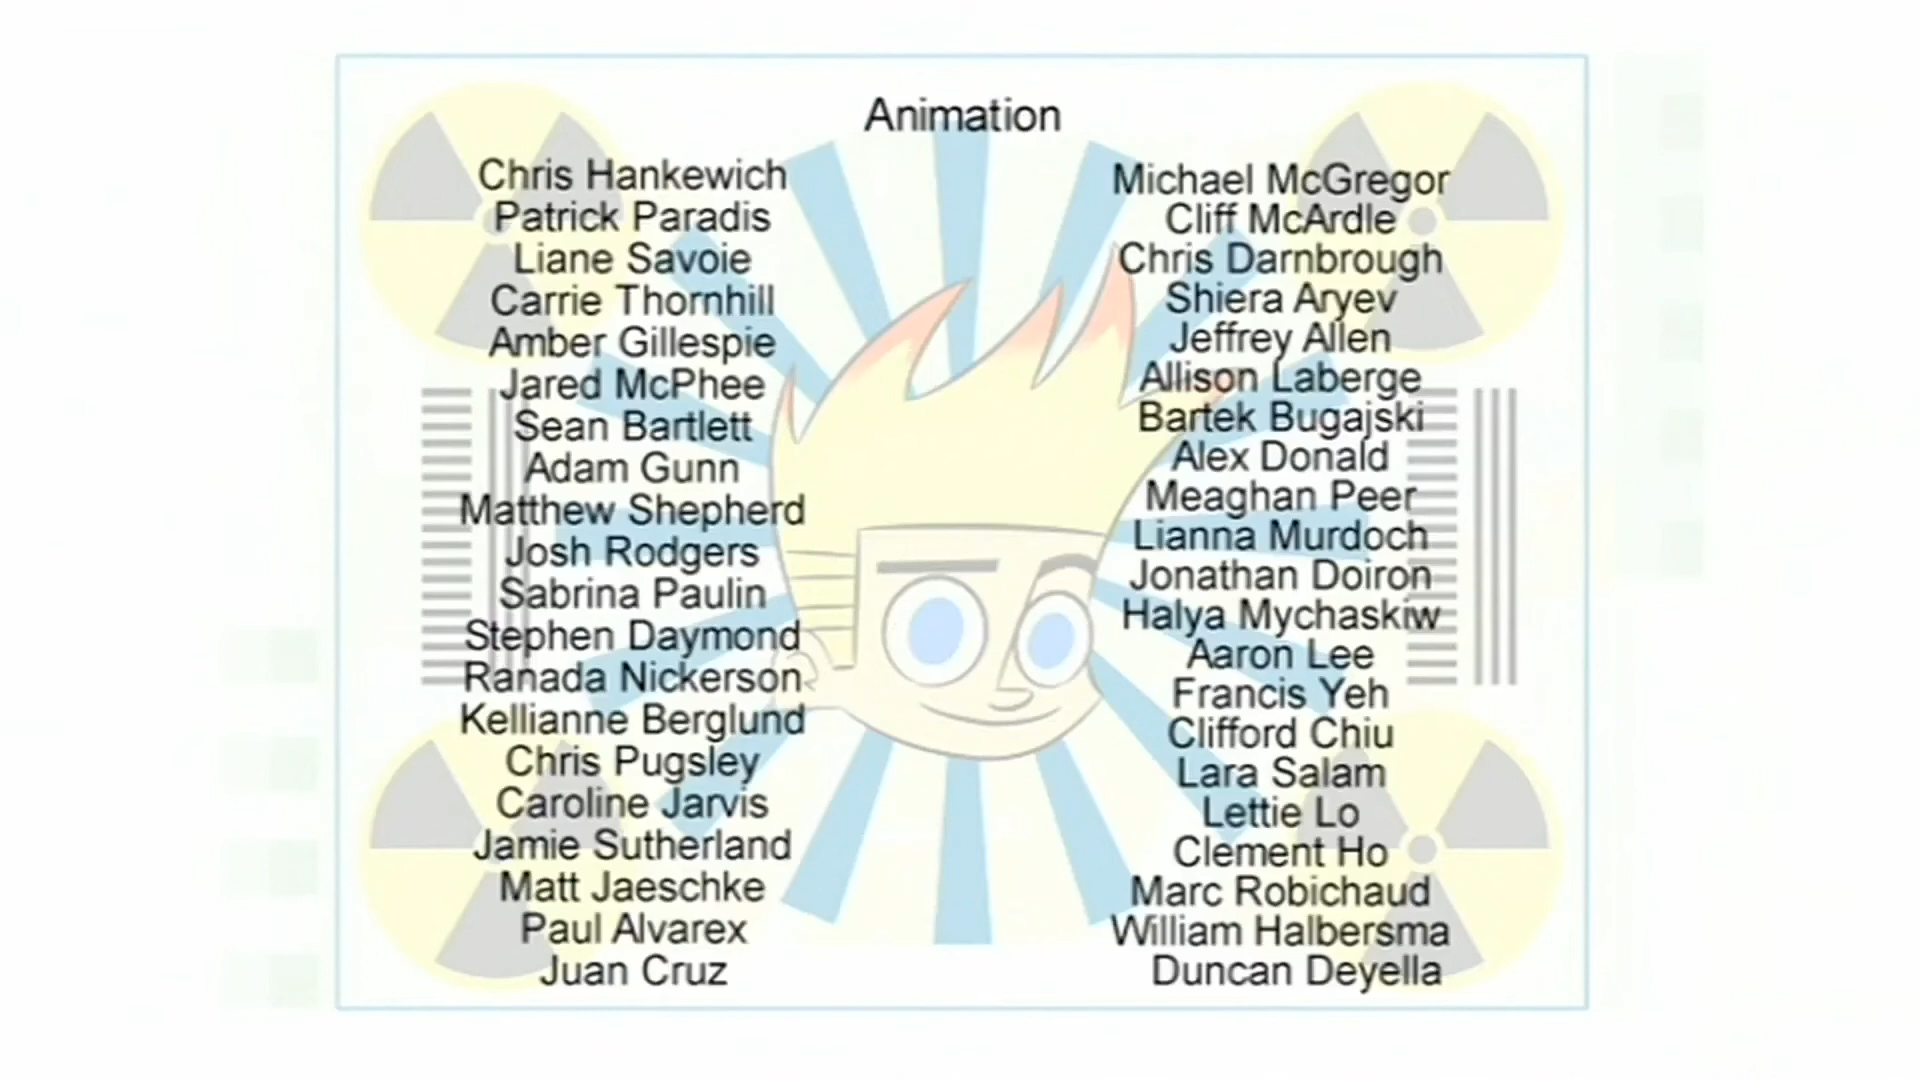 Animation
Chris Hankewich
Patrick Paradis
Liane Savoie
Carrie Thornhill
Amber Gillespie
Jared McPhee
Sean Bartlett
Adam Gunn
Matthew Shepherd
Josh Rodgers
Sabrina Paulin
Stephen Daymond
Ranada Nickerson
Kellianne Berglund
Chris Pugsley
Caroline Jarvis
Jamie Sutherland
Matt Jaeschke
Paul Alvarex
Juan Cruz
Michael McGregor
Cliff McArdle
Chris Darnbrough
Shiera Aryev
Jeffrey Allen
Allison Laberge
Bartek Bugajski
Alex Donald
Meaghan Peer
Lianna Murdoch
Jonathan Doiron
Halya Mychaskiw
Aaron Lee
Francis Yeh
Clifford Chiu
Lara Salam
Lettie Lo
Clement Ho
Marc Robichaud
William Halbersma
Duncan Deyella